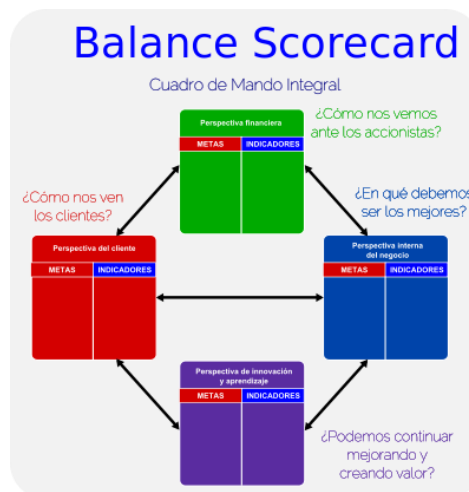 Balance Scorecard
Cuadro de Mando Integral
¿Cómo nos vemos
ante los accionistas?
Perspectiva financiera
METAS INDICADORES
¿Cómo nos ven
los clientes?
¿En qué debemos
ser los mejores?
Perspectiva del cliente
METAS INDICADORES
Perspectiva interna
del negocio
METAS INDICADORES
Perspectiva de innovación
y aprendizaje
METAS INDICADORES
¿Podemos continuar
mejorando y
creando valor?